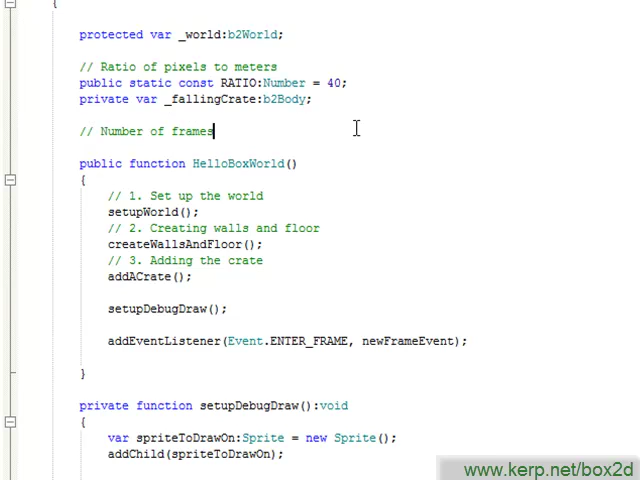 {
protected var _world:b2World;
// Ratio of pixels to meters
public static const RATIO:Number = 40;
private var _fallingCrate:b2Body;
// Number of frames
public function HelloBoxWorld()
{
// 1. Set up the world
setupWorld();
// 2. Creating walls and floor
createWallsAndFloor();
// 3. Adding the crate
addACrate();
setupDebugDraw();
addEventListener(Event.ENTER_FRAME, newFrameEvent);
}
private function setupDebugDraw():void
{
var spriteToDrawOn:Sprite = new Sprite();
addChild(spriteToDrawOn);
www.kerp.net/box2d